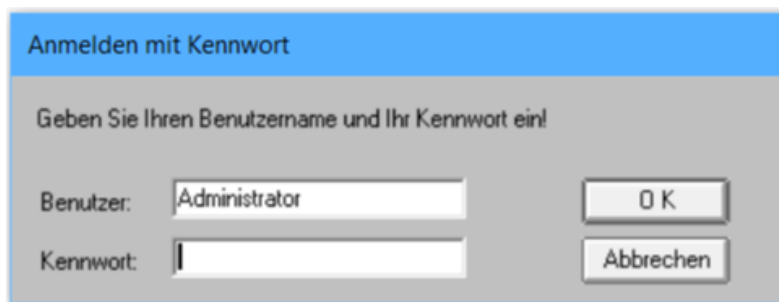 Anmelden mit Kennwort
Geben Sie Ihren Benutzername und Ihr Kennwort ein!
Benutzer: Administrator O K
Kennwort: Abbrechen